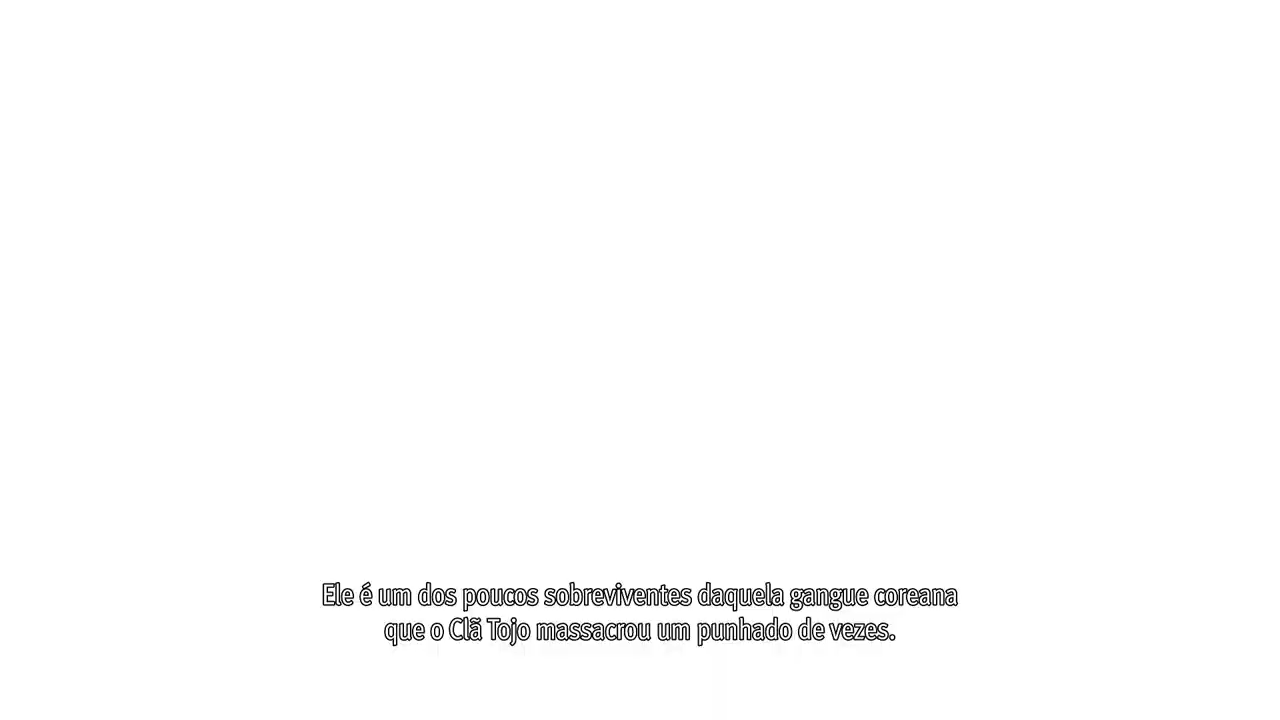 Ele é um dos poucos sobreviventes daquela gangue coreana
que o Clã Tojo massacrou um punhado de vezes.